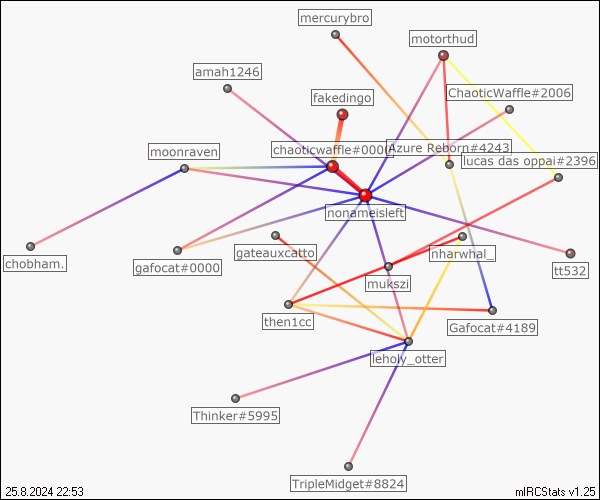 mercurybro
motorthud
amah1246
ChaoticWaffle#2006
fakedingo
chaoticwaffle#0000
Azure Reborn#4243
moonraven
lucas das oppai#2396
nonameisleft
gateauxcatto
nharwhal_
chobham.
gafocat#0000
tt532
mukszi
then1cc
Gafocat#4189
leholy_otter
Thinker#5995
TripleMidget#8824
25.8.2024 22:53
mIRCStats v1.25